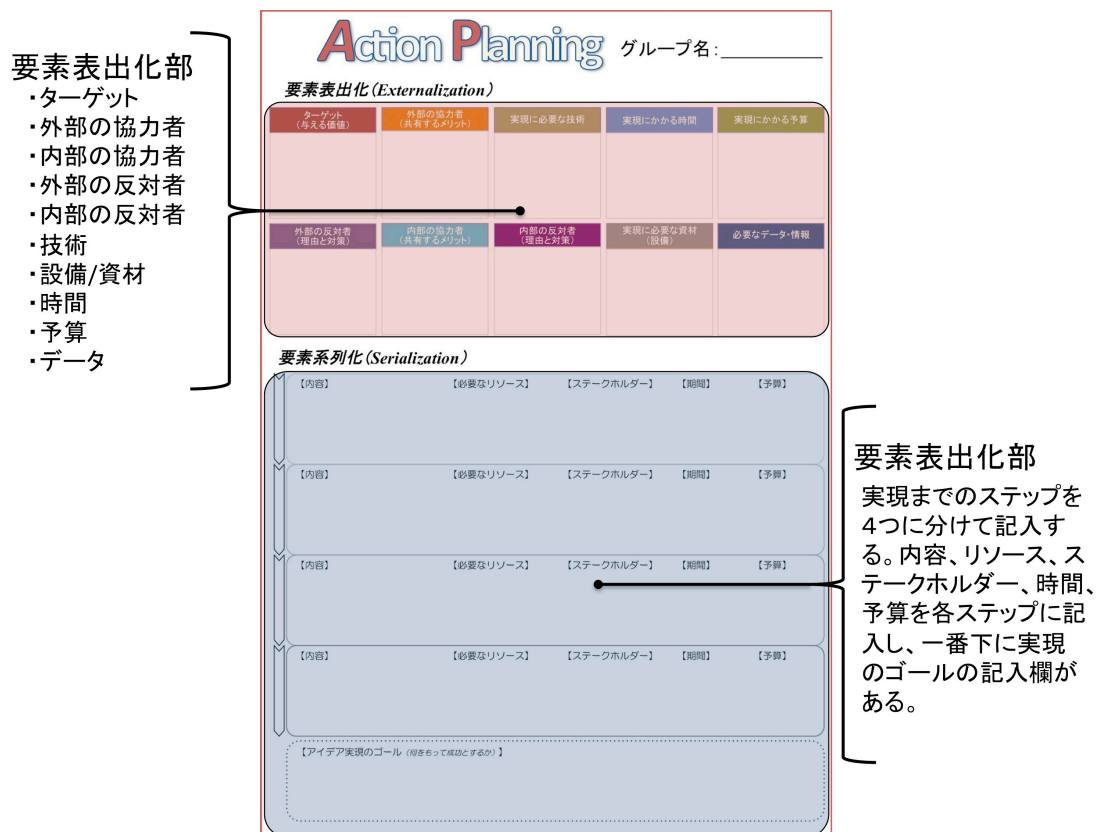 要素表出化部
・ターゲット
・外部の協力者
・内部の協力者
・外部の反対者
・内部の反対者
・技術
・設備/資材
・時間
・予算
・データ
Action Planning グループ名:
要素表出化(Externalization)
ターゲット
(与える価値)
外部の協力者
(共有するメリット)
実現に必要な技術
実現にかかる時間
実現にかかる予算
外部の反対者
(理由と対策)
内部の協力者
(共有するメリット)
内部の反対者
(理由と対策)
実現に必要な資材
(設備)
必要なデータ・情報
要素系列化(Serialization)
【内容】 【必要なリソース】 【ステークホルダー】 【期間】 【予算】
【内容】 【必要なリソース】 【ステークホルダー】 【期間】 【予算】
【内容】 【必要なリソース】 【ステークホルダー】 【期間】 【予算】
【内容】 【必要なリソース】 【ステークホルダー】 【期間】 【予算】
【アイデア実現のゴール(何をもって成功とするか)】
要素表出化部
実現までのステップを
4つに分けて記入す
る。内容、リソース、ス
テークホルダー、時間、
予算を各ステップに記
入し、一番下に実現
のゴールの記入欄が
ある。